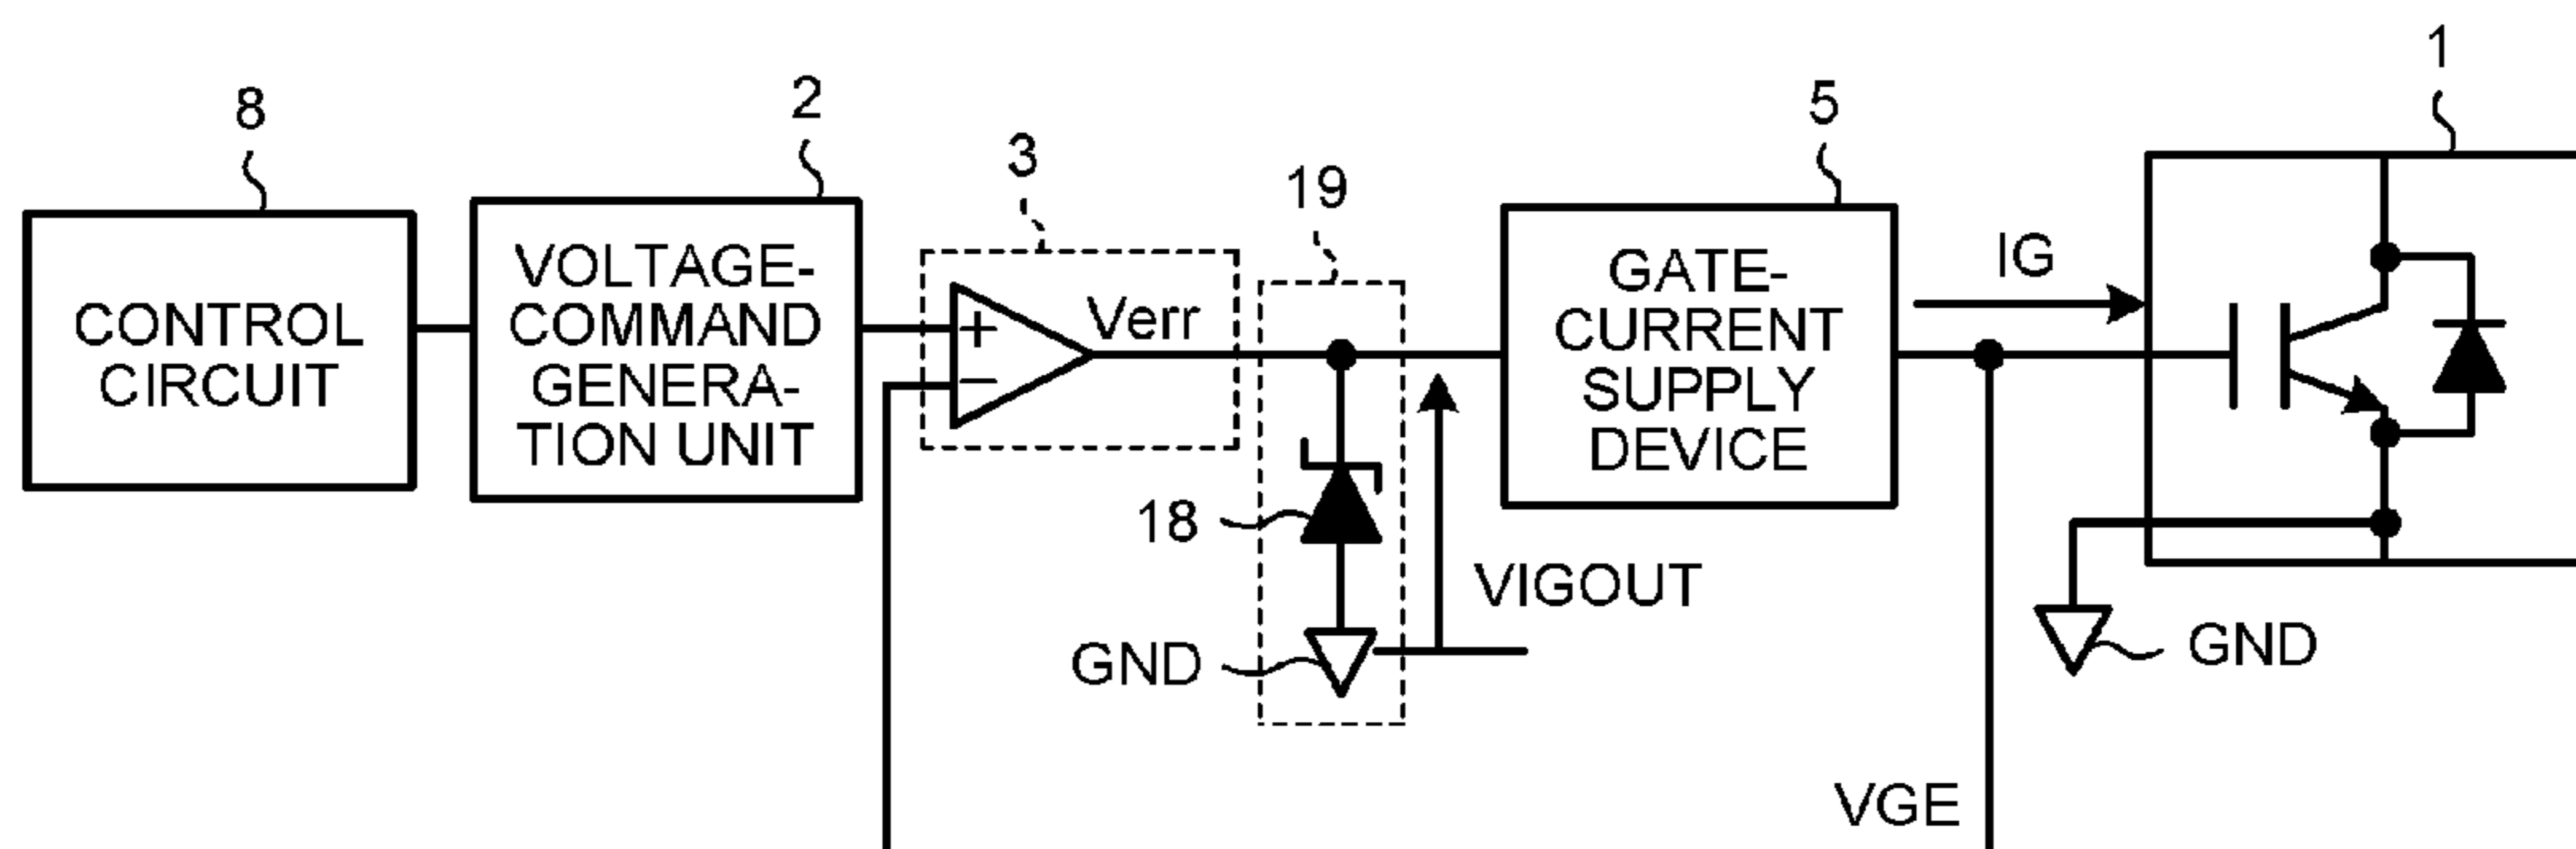 1
8
2
5
3
19
CONTROL
CIRCUIT
VOLTAGE-
COMMAND
GENERA-
TION UNIT
+
−
Verr
GATE-
CURRENT
SUPPLY
DEVICE
IG
18
VIGOUT
GND
GND
VGE